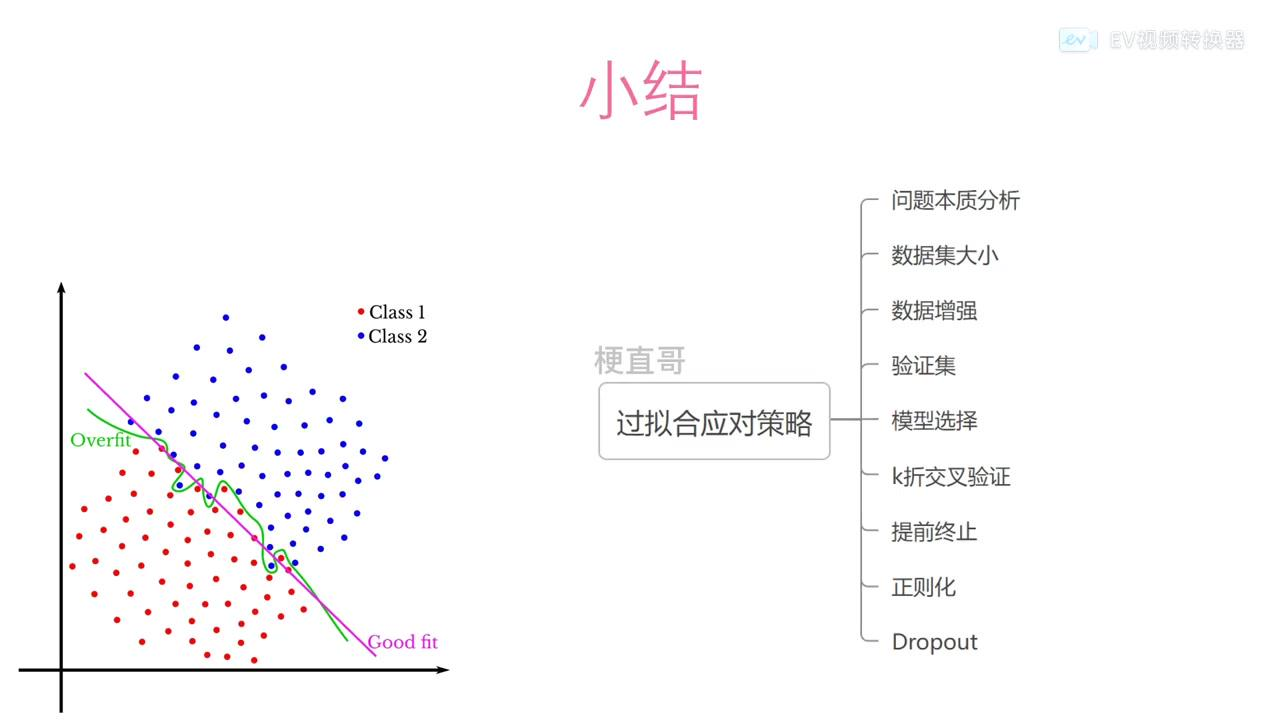 ev EV视频转换器
小结
Class 1
Class 2
Overfit
Good fit
梗直哥
过拟合应对策略
问题本质分析
数据集大小
数据增强
验证集
模型选择
k折交叉验证
提前终止
正则化
Dropout